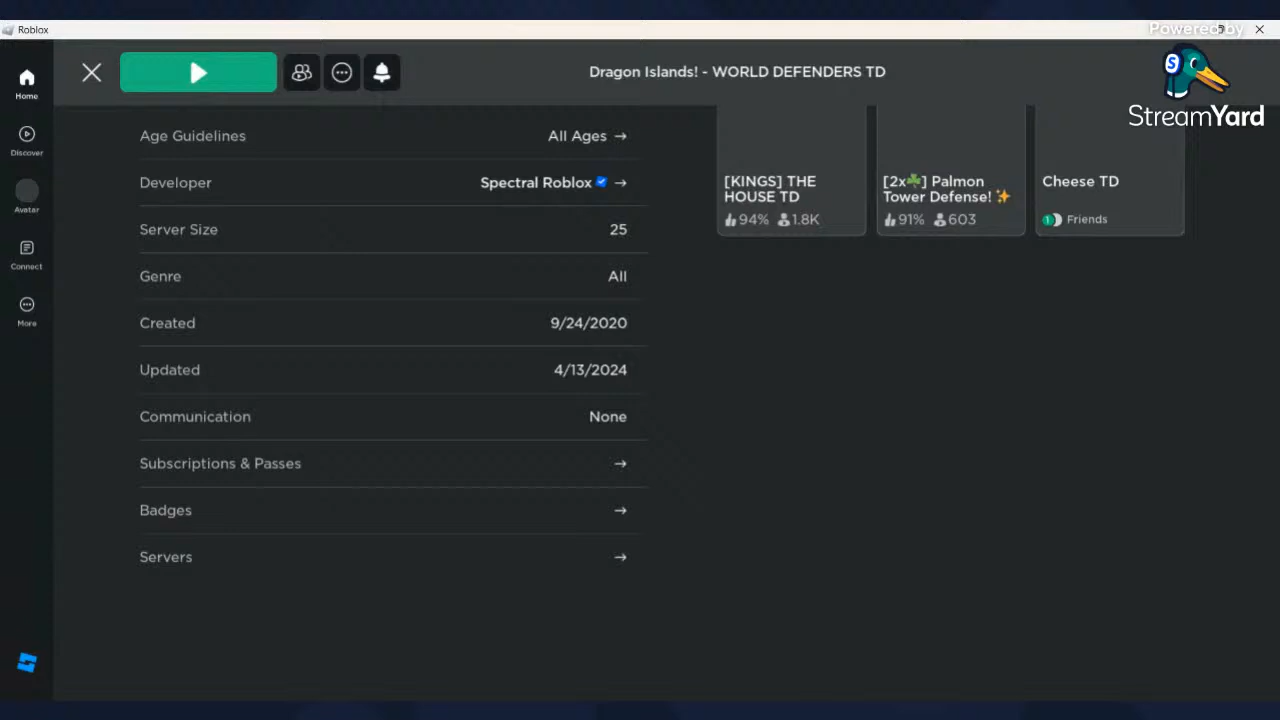 Roblox
Powered by
StreamYard
Home
Discover
Avatar
Connect
More
Dragon Islands! - WORLD DEFENDERS TD
Age Guidelines All Ages →
Developer Spectral Roblox →
Server Size 25
Genre All
Created 9/24/2020
Updated 4/13/2024
Communication None
Subscriptions & Passes →
Badges →
Servers →
[KINGS] THE
HOUSE TD
94% 1.8K
[2x☘️] Palmon
Tower Defense! ✨
91% 603
Cheese TD
1 Friends